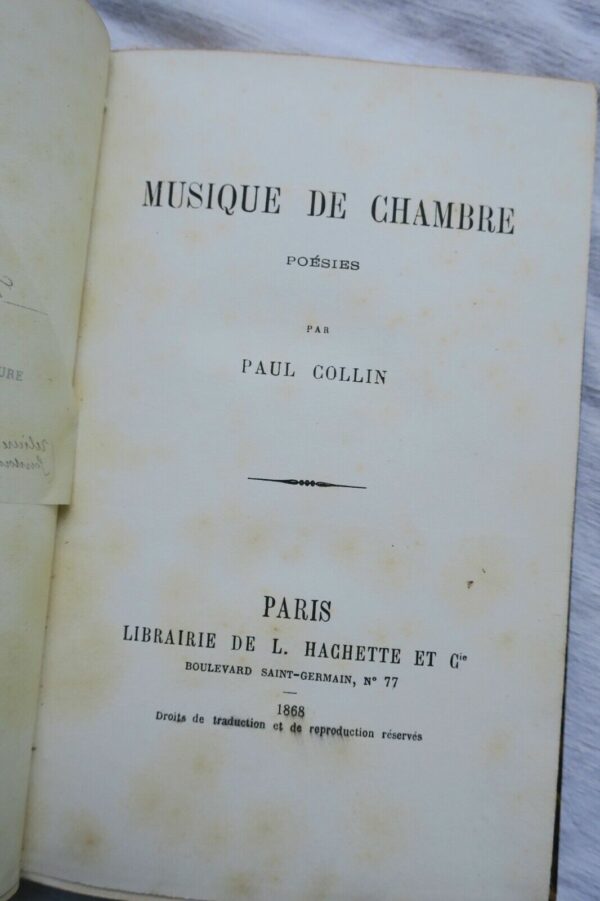 URE
MUSIQUE DE CHAMBRE
POÉSIES
PAR
PAUL COLLIN
PARIS
LIBRAIRIE DE L. HACHETTE ET Cie
BOULEVARD SAINT-GERMAIN, N° 77
1868
Droits de traduction et de reproduction réservés